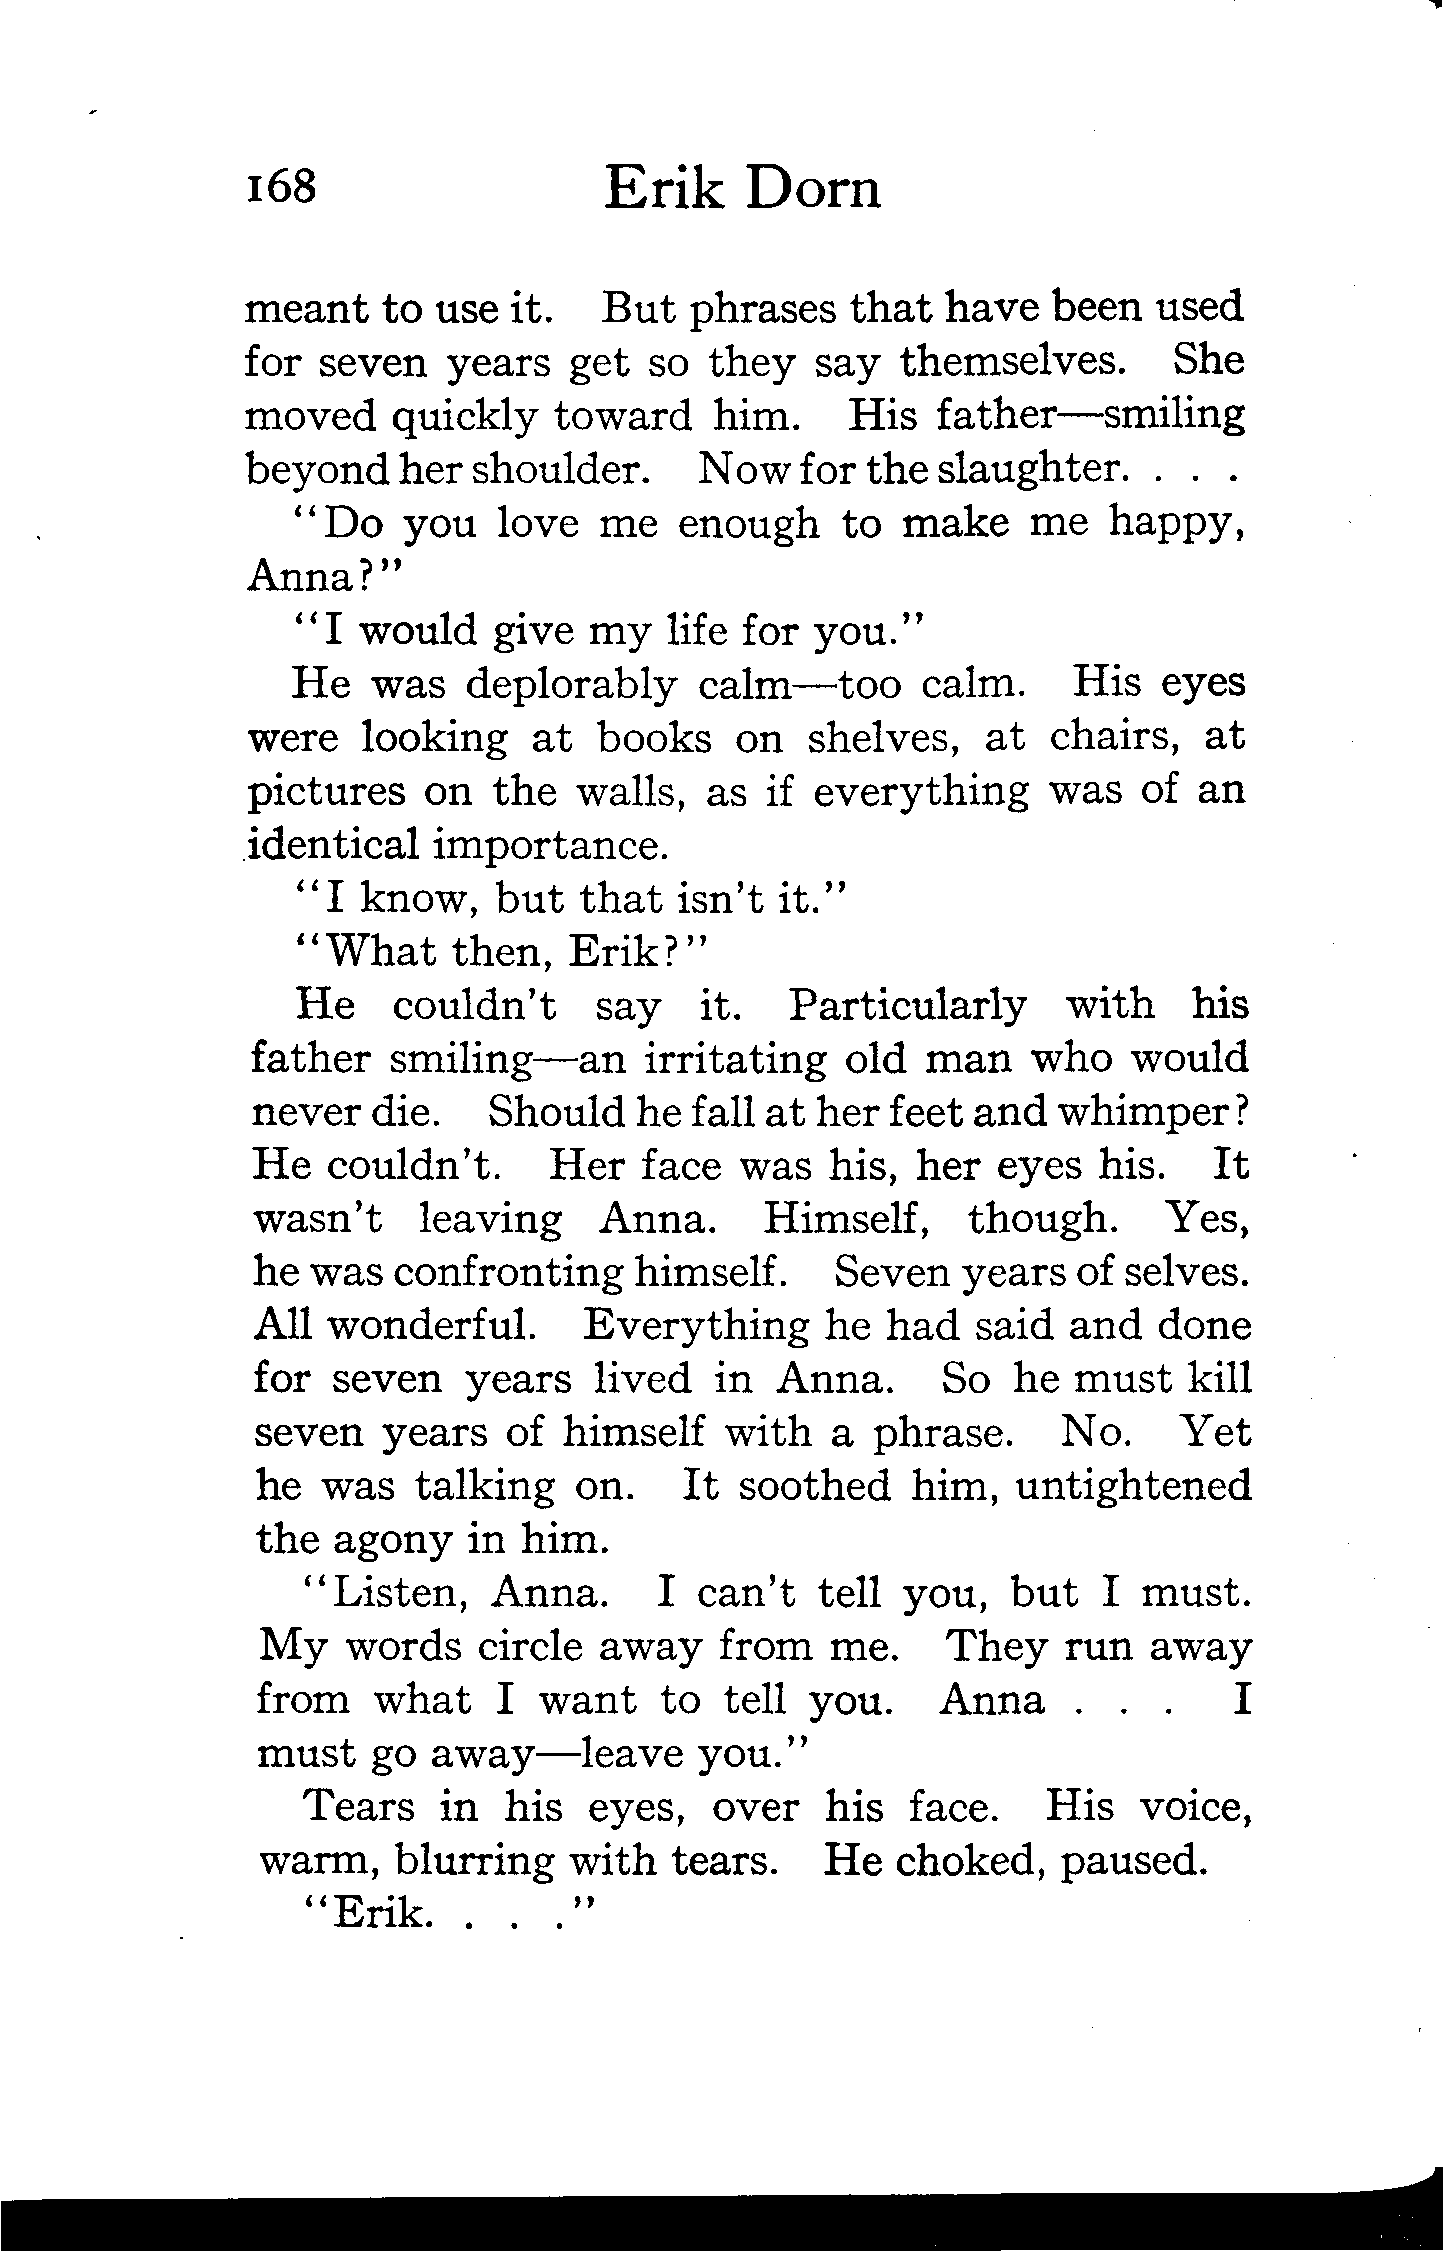 168 Erik Dorn
meant to use it. But phrases that have been used
for seven years get so they say themselves. She
moved quickly toward him. His father—smiling
beyond her shoulder. Now for the slaughter. . . .
"Do you love me enough to make me happy,
Anna?"
"I would give my life for you."
He was deplorably calm—too calm. His eyes
were looking at books on shelves, at chairs, at
pictures on the walls, as if everything was of an
identical importance.
"I know, but that isn't it."
"What then, Erik?"
He couldn't say it. Particularly with his
father smiling—an irritating old man who would
never die. Should he fall at her feet and whimper?
He couldn't. Her face was his, her eyes his. It
wasn't leaving Anna. Himself, though. Yes,
he was confronting himself. Seven years of selves.
All wonderful. Everything he had said and done
for seven years lived in Anna. So he must kill
seven years of himself with a phrase. No. Yet
he was talking on. It soothed him, untightened
the agony in him.
"Listen, Anna. I can't tell you, but I must.
My words circle away from me. They run away
from what I want to tell you. Anna . . . I
must go away—leave you."
Tears in his eyes, over his face. His voice,
warm, blurring with tears. He choked, paused.
"Erik. . . ."